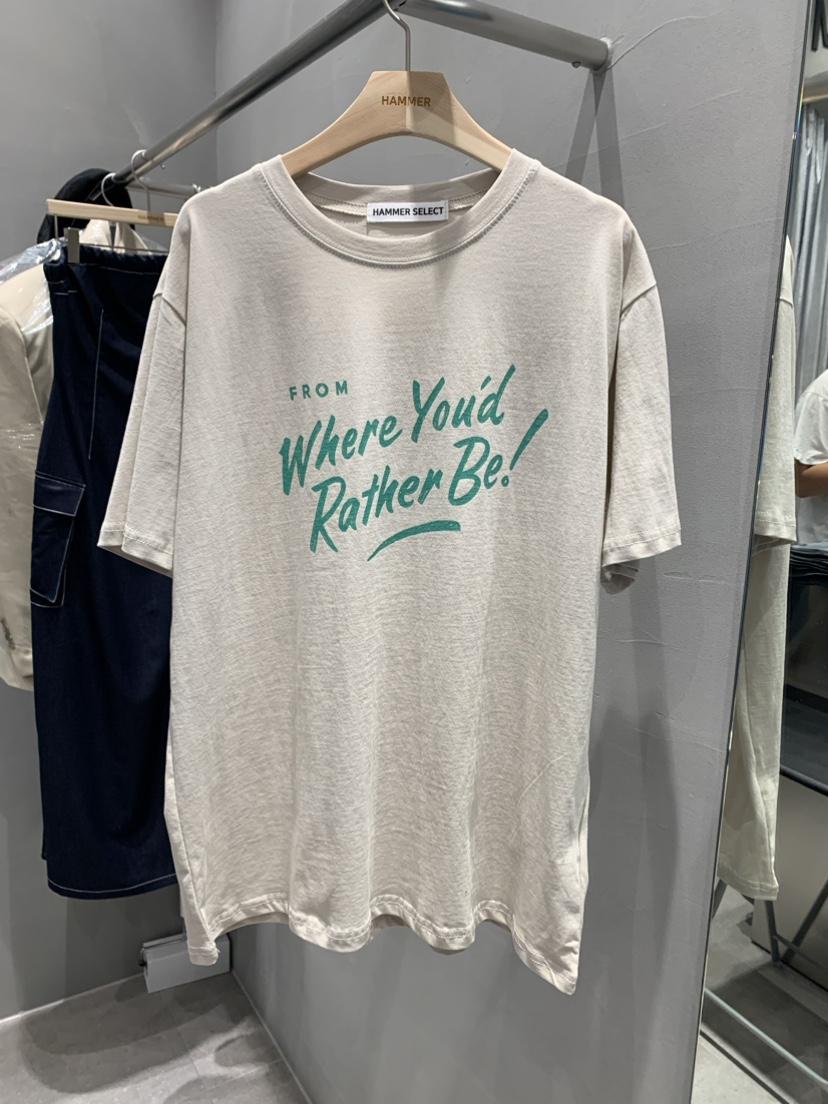 HAMMER
HAMMER SELECT
FROM
Where You'd
Rather Be!